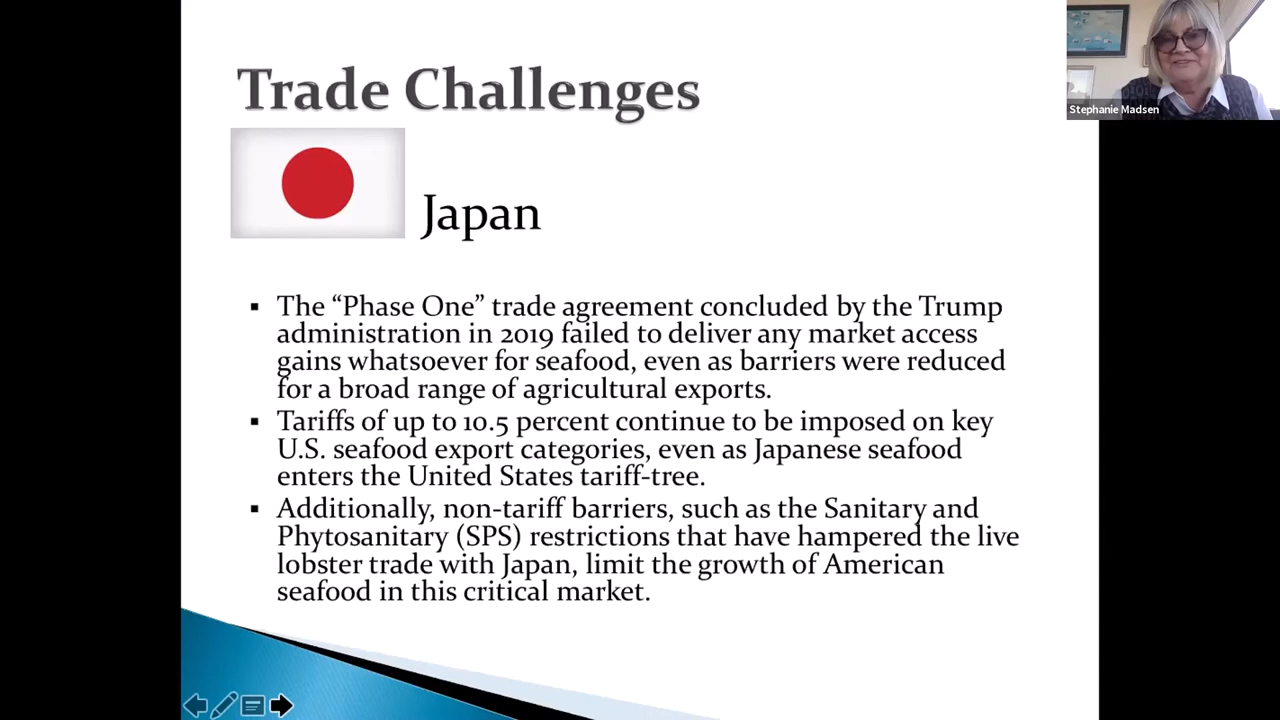 Trade Challenges
Stephanie Madsen
Japan
▪ The “Phase One” trade agreement concluded by the Trump
administration in 2019 failed to deliver any market access
gains whatsoever for seafood, even as barriers were reduced
for a broad range of agricultural exports.
▪ Tariffs of up to 10.5 percent continue to be imposed on key
U.S. seafood export categories, even as Japanese seafood
enters the United States tariff-tree.
▪ Additionally, non-tariff barriers, such as the Sanitary and
Phytosanitary (SPS) restrictions that have hampered the live
lobster trade with Japan, limit the growth of American
seafood in this critical market.